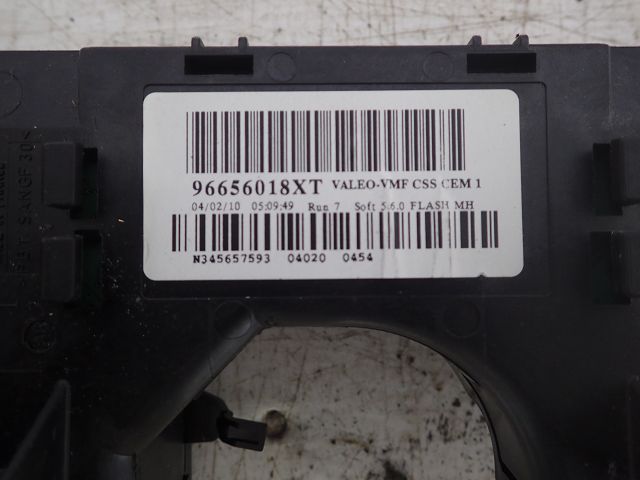 96656018XT VALEO-VMF CSS CEM 1
04/02/10 05:09:49 Run 7 Soft 5.6.0 FLASH MH
N345657593 04020 0454